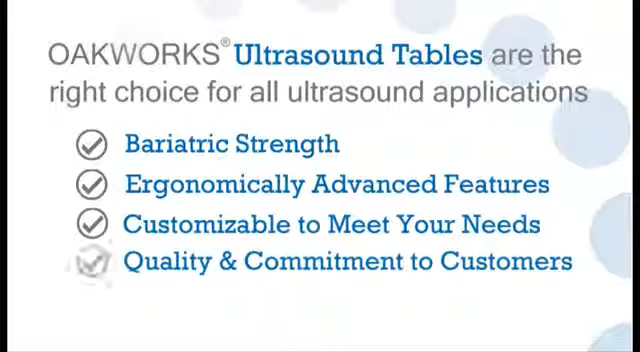 OAKWORKS® Ultrasound Tables are the
right choice for all ultrasound applications
Bariatric Strength
Ergonomically Advanced Features
Customizable to Meet Your Needs
Quality & Commitment to Customers